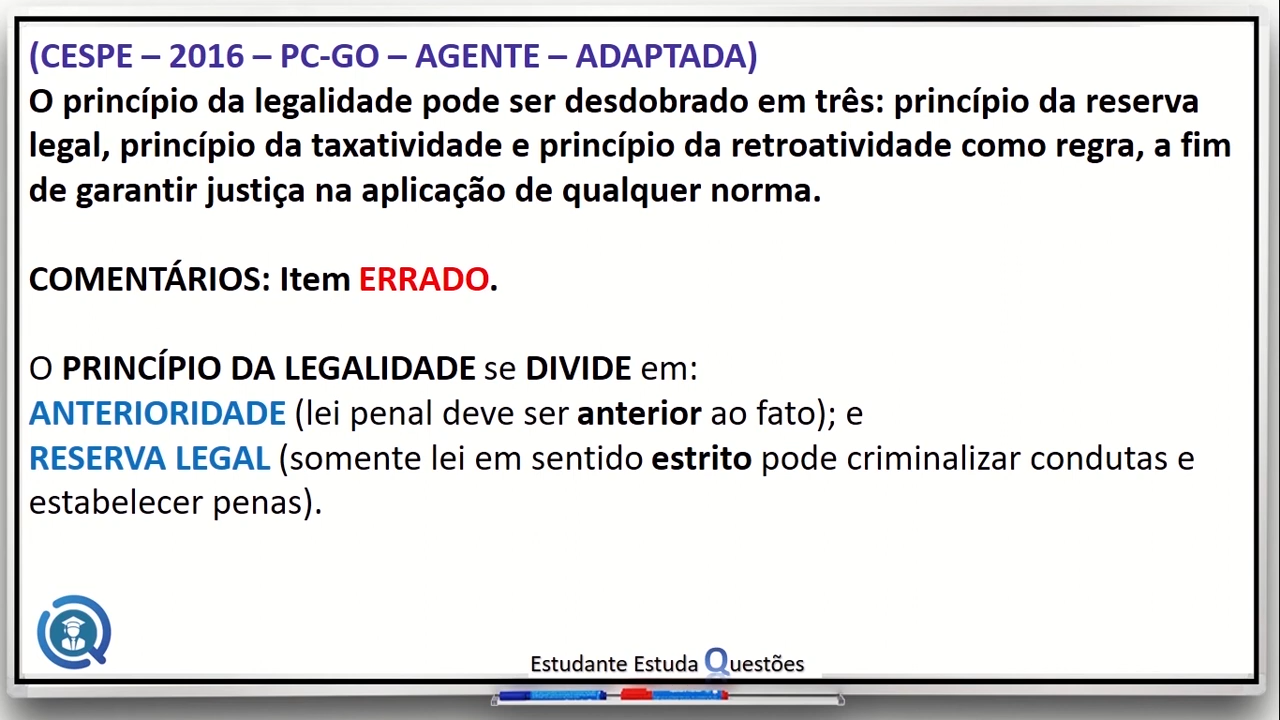 (CESPE – 2016 – PC-GO – AGENTE – ADAPTADA)
O princípio da legalidade pode ser desdobrado em três: princípio da reserva
legal, princípio da taxatividade e princípio da retroatividade como regra, a fim
de garantir justiça na aplicação de qualquer norma.
COMENTÁRIOS: Item ERRADO.
O PRINCÍPIO DA LEGALIDADE se DIVIDE em:
ANTERIORIDADE (lei penal deve ser anterior ao fato); e
RESERVA LEGAL (somente lei em sentido estrito pode criminalizar condutas e
estabelecer penas).
Estudante Estuda Questões